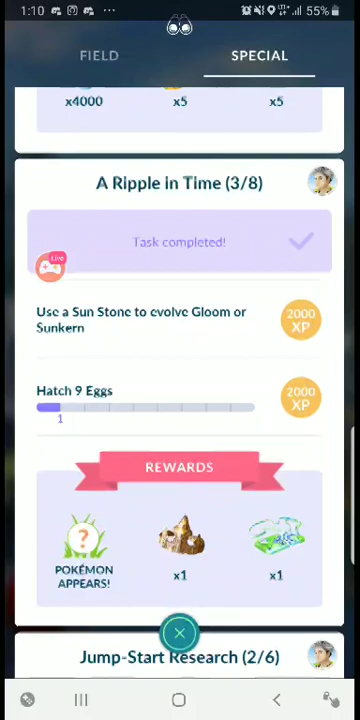 1:10
55%
FIELD
SPECIAL
x4000
x5
x5
A Ripple in Time (3/8)
Task completed!
Live
Use a Sun Stone to evolve Gloom or
Sunkern
2000
XP
Hatch 9 Eggs
2000
XP
1
REWARDS
?
POKÉMON
APPEARS!
x1
x1
Jump-Start Research (2/6)